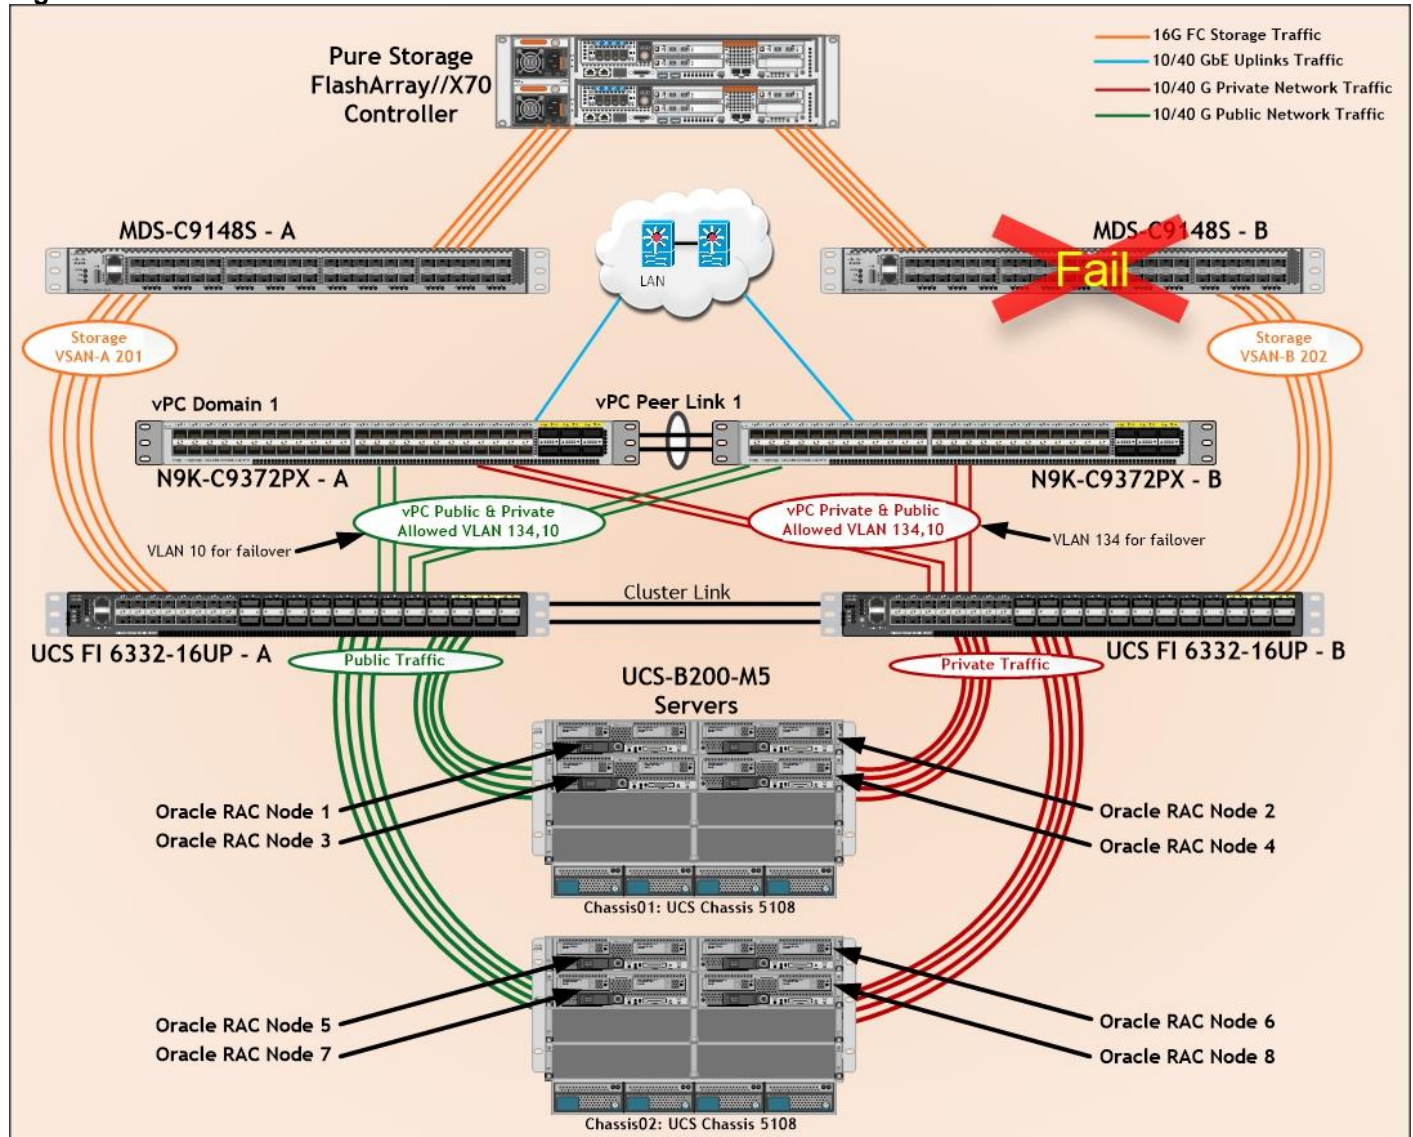 Pure Storage
FlashArray//X70
Controller
16G FC Storage Traffic
10/40 GbE Uplinks Traffic
10/40 G Private Network Traffic
10/40 G Public Network Traffic
MDS-C9148S - A
MDS-C9148S - B
Fail
LAN
Storage
VSAN-A 201
Storage
VSAN-B 202
vPC Domain 1
vPC Peer Link 1
N9K-C9372PX - A
N9K-C9372PX - B
vPC Public & Private
Allowed VLAN 134,10
vPC Private & Public
Allowed VLAN 134,10
VLAN 10 for failover
VLAN 134 for failover
Cluster Link
UCS FI 6332-16UP - A
UCS FI 6332-16UP - B
Public Traffic
Private Traffic
UCS-B200-M5
Servers
Oracle RAC Node 1
Oracle RAC Node 3
Oracle RAC Node 2
Oracle RAC Node 4
Chassis01: UCS Chassis 5108
Oracle RAC Node 5
Oracle RAC Node 7
Oracle RAC Node 6
Oracle RAC Node 8
Chassis02: UCS Chassis 5108